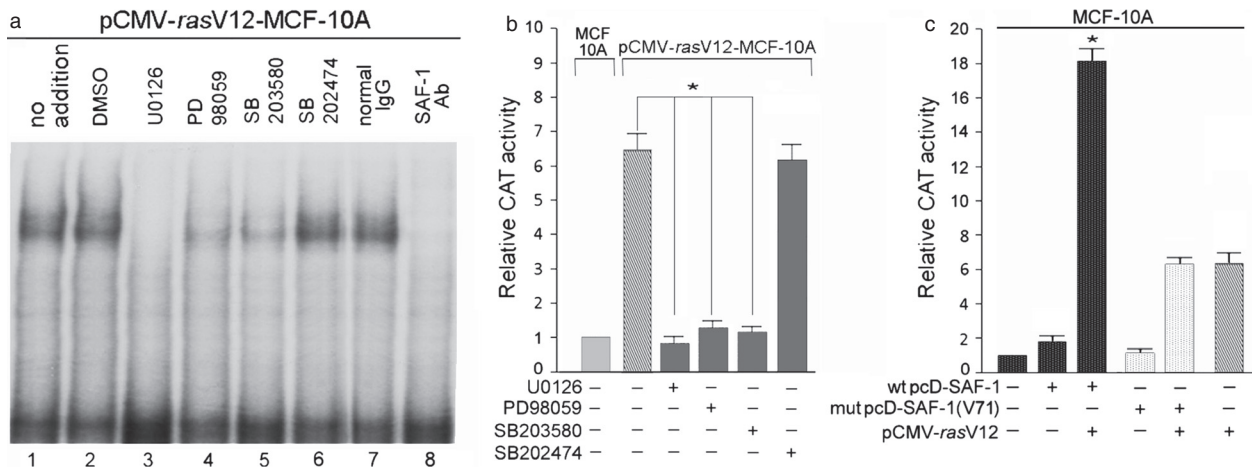 a
pCMV-rasV12-MCF-10A
no addition
DMSO
U0126
PD 98059
SB 203580
SB 202474
normal IgG
SAF-1 Ab
1 2 3 4 5 6 7 8
b
MCF 10A
pCMV-rasV12-MCF-10A
*
Relative CAT activity
10
9
8
7
6
5
4
3
2
1
0
U0126 – – + – – –
PD98059 – – – + – –
SB203580 – – – – + –
SB202474 – – – – – +
c
MCF-10A
*
Relative CAT activity
20
18
16
14
12
10
8
6
4
2
0
wt pcD-SAF-1 – + + – – –
mut pcD-SAF-1(V71) – – – + + –
pCMV-rasV12 – – + – + +